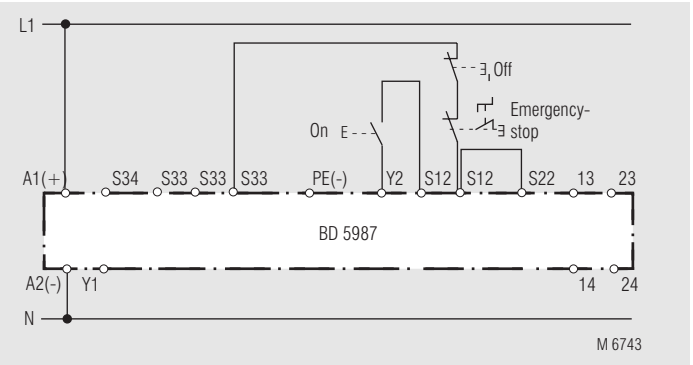 L1
Off
Emergency-
On E stop
A1(+) S34 S33 S33 S33 PE(-) Y2 S12 S12 S22 13 23
BD 5987
A2(-) Y1 14 24
N
M 6743